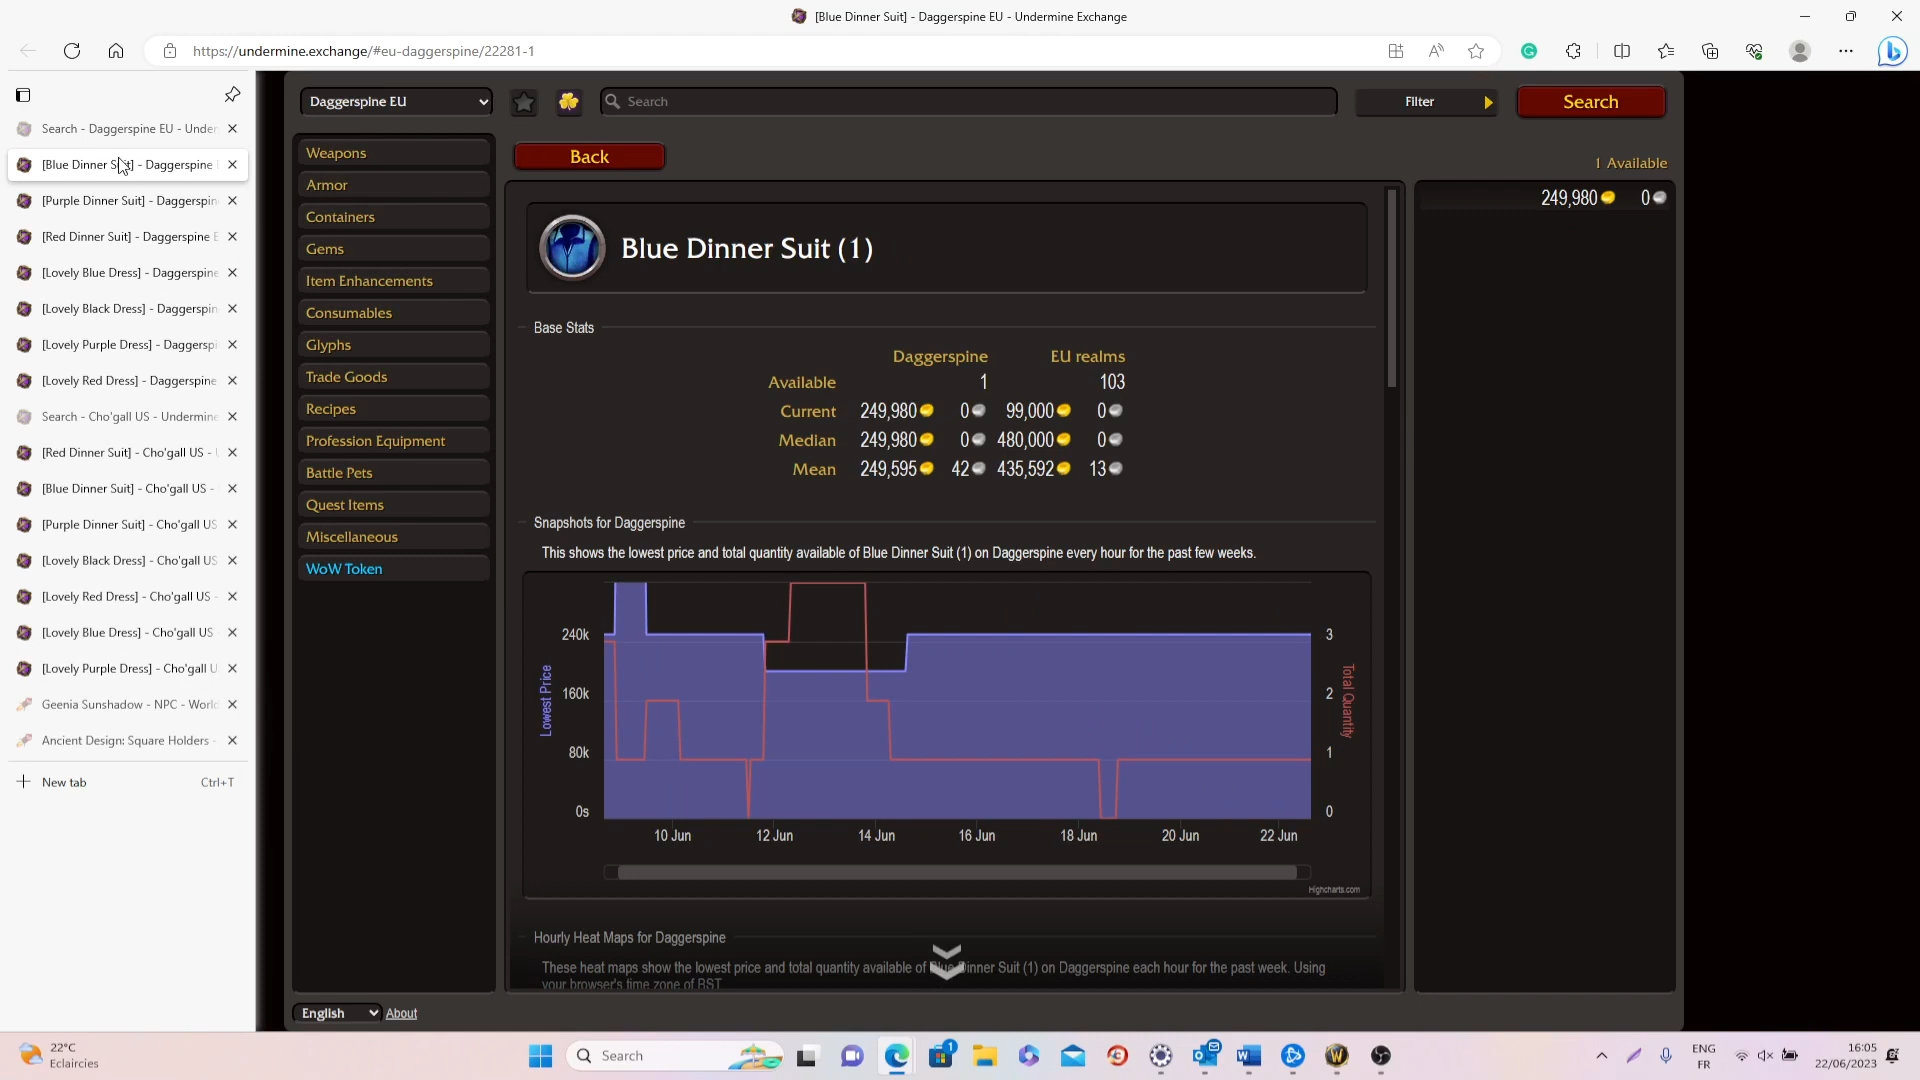 [Blue Dinner Suit] - Daggerspine EU - Undermine Exchange
https://undermine.exchange/#eu-daggerspine/22281-1
Search - Daggerspine EU - Under
[Blue Dinner Suit] - Daggerspine E
[Purple Dinner Suit] - Daggerspin
[Red Dinner Suit] - Daggerspine E
[Lovely Blue Dress] - Daggerspine
[Lovely Black Dress] - Daggerspin
[Lovely Purple Dress] - Daggerspi
[Lovely Red Dress] - Daggerspine
Search - Cho'gall US - Undermine
[Red Dinner Suit] - Cho'gall US -
[Blue Dinner Suit] - Cho'gall US -
[Purple Dinner Suit] - Cho'gall US
[Lovely Black Dress] - Cho'gall US
[Lovely Red Dress] - Cho'gall US -
[Lovely Blue Dress] - Cho'gall US
[Lovely Purple Dress] - Cho'gall U
Geenia Sunshadow - NPC - World
Ancient Design: Square Holders -
New tab Ctrl+T
Daggerspine EU
Search
Filter
Search
Weapons
Armor
Containers
Gems
Item Enhancements
Consumables
Glyphs
Trade Goods
Recipes
Profession Equipment
Battle Pets
Quest Items
Miscellaneous
WoW Token
Back
1 Available
249,980 0
Blue Dinner Suit (1)
Base Stats
Daggerspine EU realms
Available 1 103
Current 249,980 0 99,000 0
Median 249,980 0 480,000 0
Mean 249,595 42 435,592 13
Snapshots for Daggerspine
This shows the lowest price and total quantity available of Blue Dinner Suit (1) on Daggerspine every hour for the past few weeks.
Lowest Price
240k
160k
80k
0s
3
2
1
0
Total Quantity
10 Jun 12 Jun 14 Jun 16 Jun 18 Jun 20 Jun 22 Jun
Highcharts.com
Hourly Heat Maps for Daggerspine
These heat maps show the lowest price and total quantity available of Blue Dinner Suit (1) on Daggerspine each hour for the past week. Using
your browser's time zone of BST
English About
22°C
Eclaircies
Search
1
ENG
FR
16:05
22/06/2023